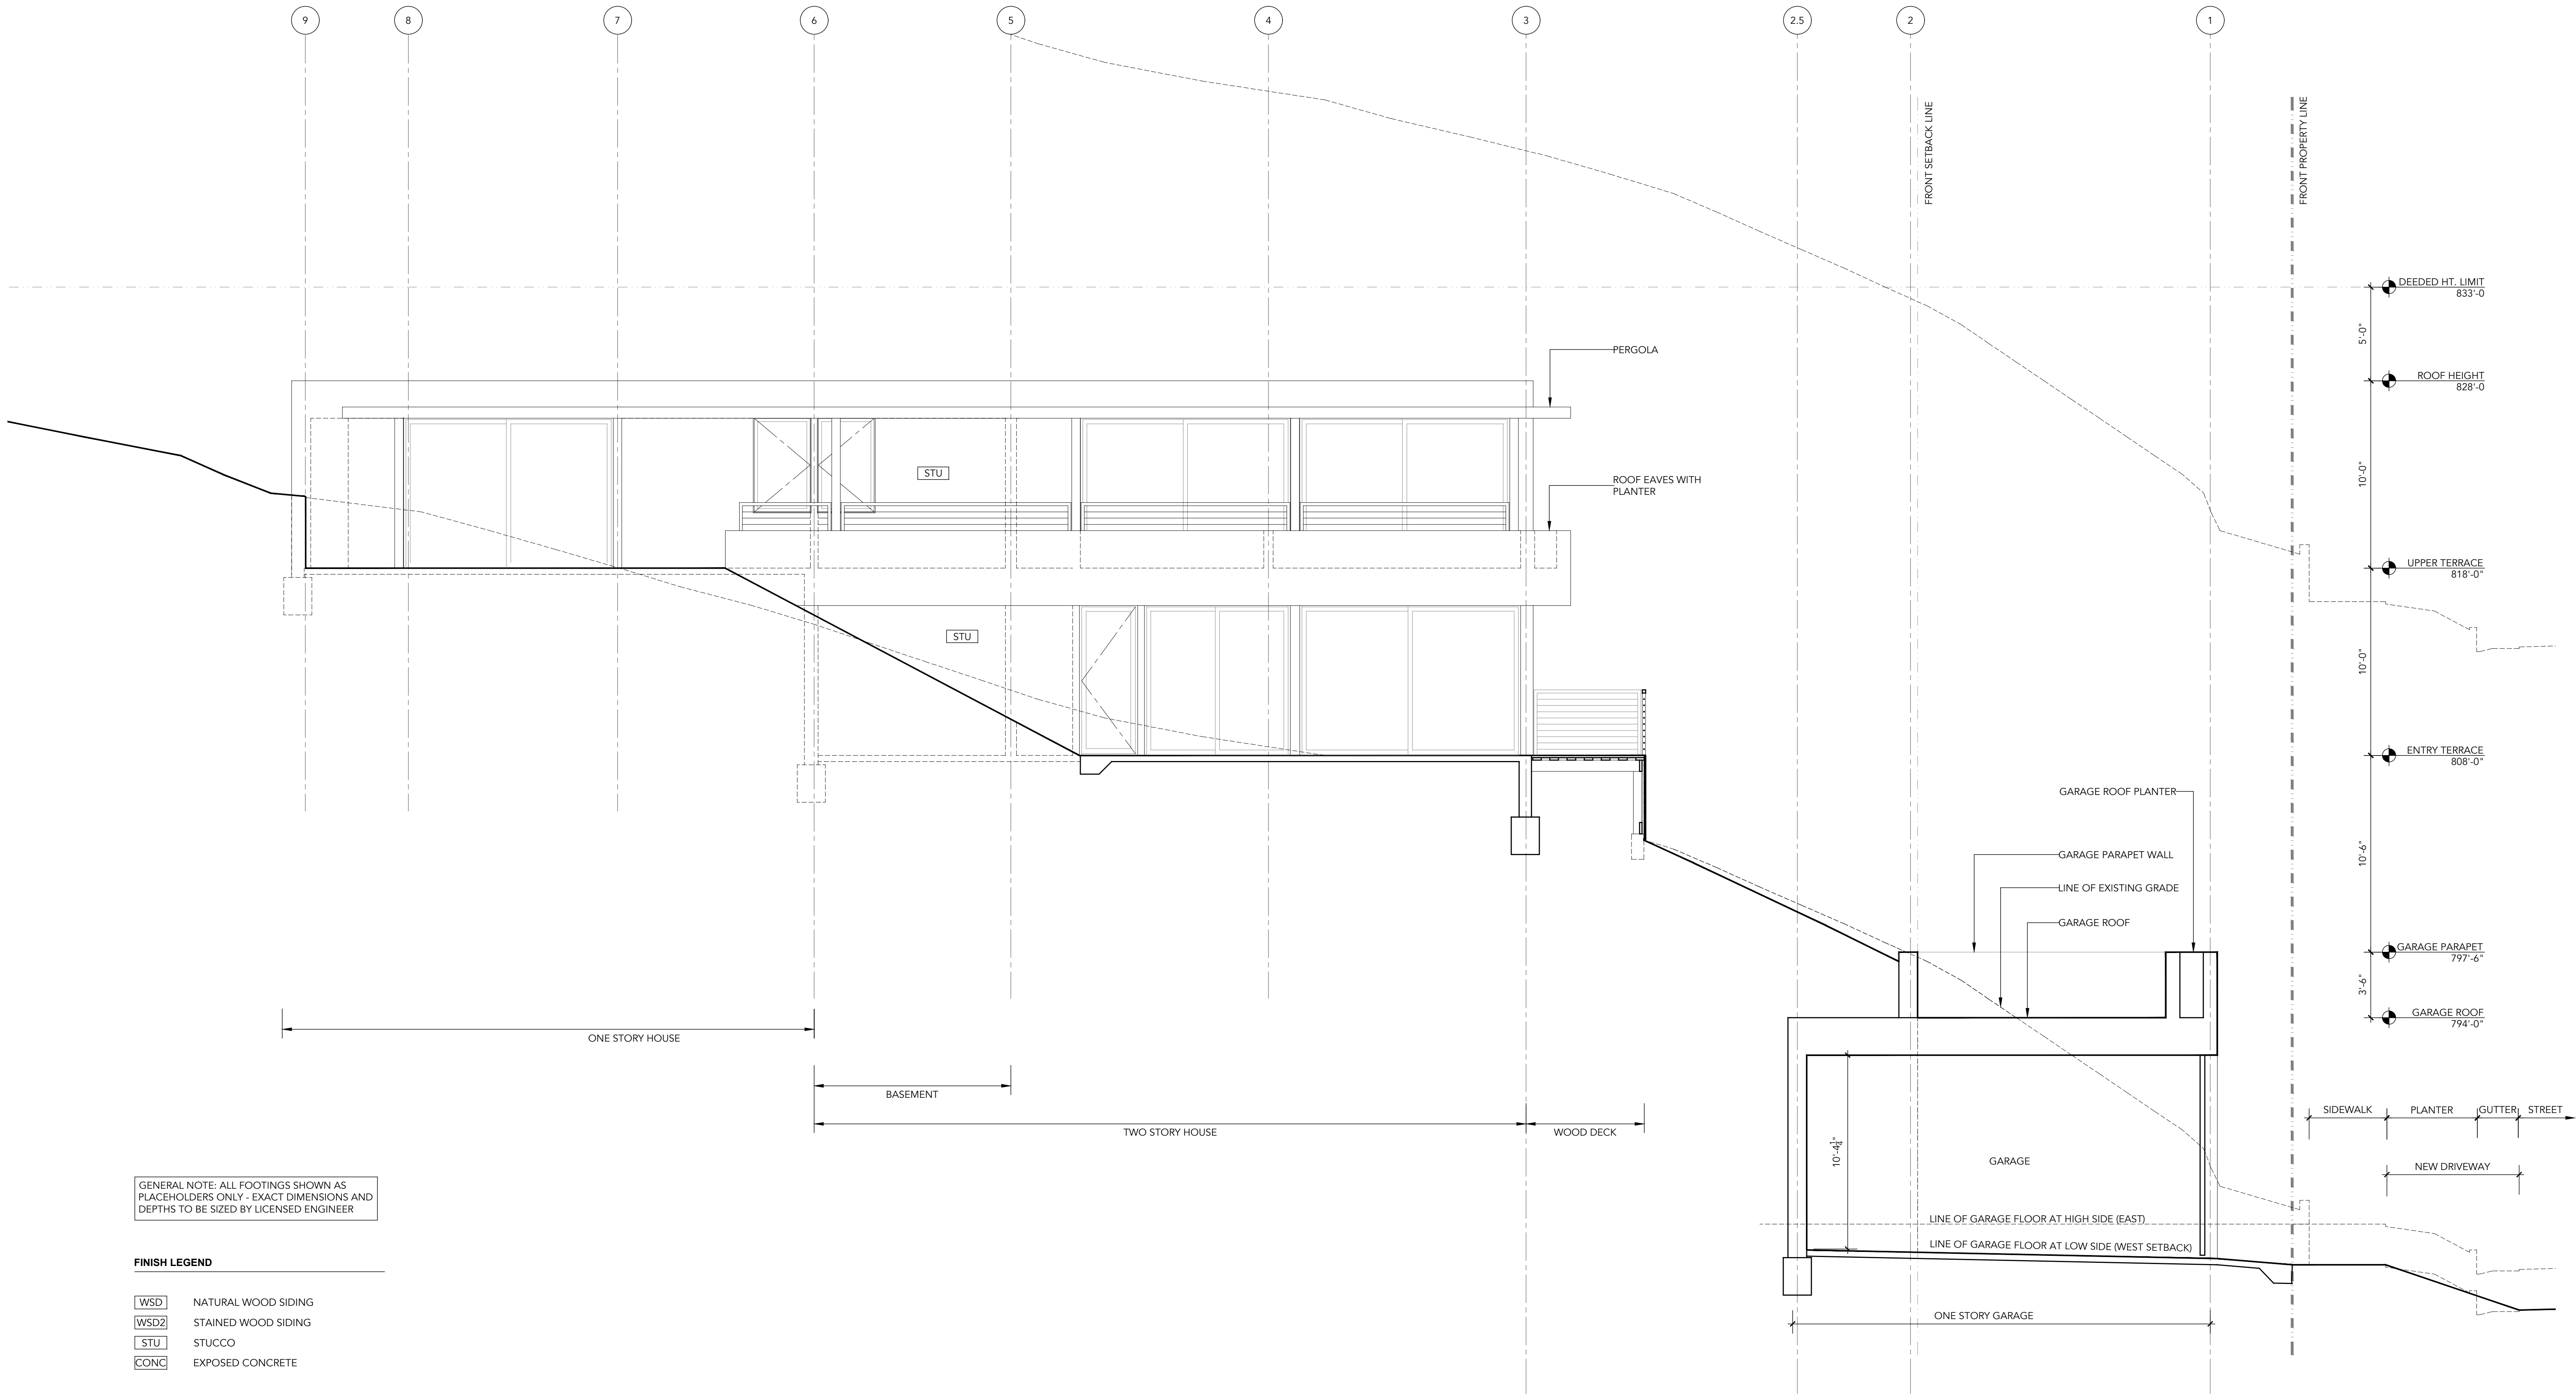 9
8
7
6
5
4
3
2.5
2
1
FRONT SETBACK LINE
FRONT PROPERTY LINE
DEEDED HT. LIMIT
833'-0
5'-0"
PERGOLA
ROOF HEIGHT
828'-0
STU
ROOF EAVES WITH
PLANTER
10'-0"
UPPER TERRACE
818'-0"
STU
10'-0"
ENTRY TERRACE
808'-0"
GARAGE ROOF PLANTER
GARAGE PARAPET WALL
10'-6"
LINE OF EXISTING GRADE
GARAGE ROOF
GARAGE PARAPET
797'-6"
3'-6"
GARAGE ROOF
794'-0"
ONE STORY HOUSE
BASEMENT
TWO STORY HOUSE
WOOD DECK
SIDEWALK
PLANTER
GUTTER
STREET
10'-4 1/4"
GARAGE
NEW DRIVEWAY
LINE OF GARAGE FLOOR AT HIGH SIDE (EAST)
LINE OF GARAGE FLOOR AT LOW SIDE (WEST SETBACK)
ONE STORY GARAGE
GENERAL NOTE: ALL FOOTINGS SHOWN AS
PLACEHOLDERS ONLY - EXACT DIMENSIONS AND
DEPTHS TO BE SIZED BY LICENSED ENGINEER
FINISH LEGEND
WSD NATURAL WOOD SIDING
WSD2 STAINED WOOD SIDING
STU STUCCO
CONC EXPOSED CONCRETE